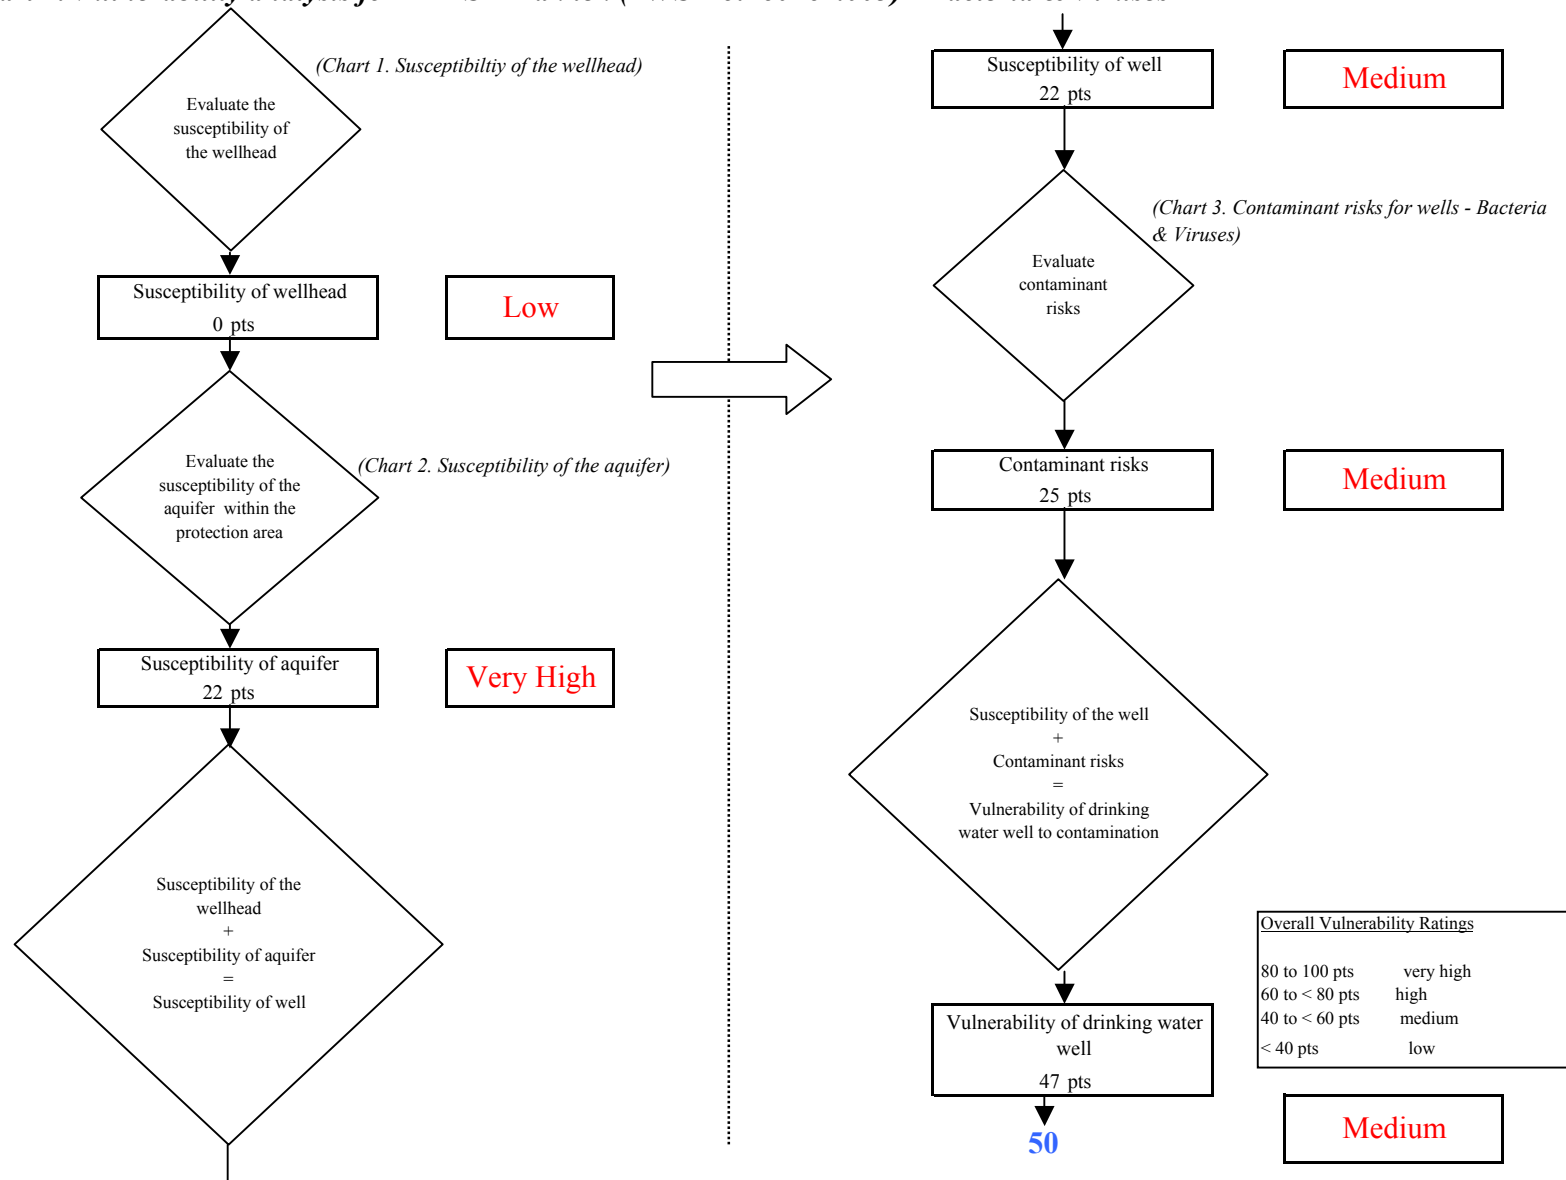 (Chart 1. Susceptibiltiy of the wellhead)
Evaluate the
susceptibility of
the wellhead
Susceptibility of wellhead
0 pts
Low
(Chart 2. Susceptibility of the aquifer)
Evaluate the
susceptibility of the
aquifer within the
protection area
Susceptibility of aquifer
22 pts
Very High
Susceptibility of the
wellhead
+
Susceptibility of aquifer
=
Susceptibility of well
Susceptibility of well
22 pts
Medium
(Chart 3. Contaminant risks for wells - Bacteria
& Viruses)
Evaluate
contaminant
risks
Contaminant risks
25 pts
Medium
Susceptibility of the well
+
Contaminant risks
=
Vulnerability of drinking
water well to contamination
Overall Vulnerability Ratings
80 to 100 pts very high
60 to < 80 pts high
40 to < 60 pts medium
< 40 pts low
Vulnerability of drinking water
well
47 pts
50
Medium